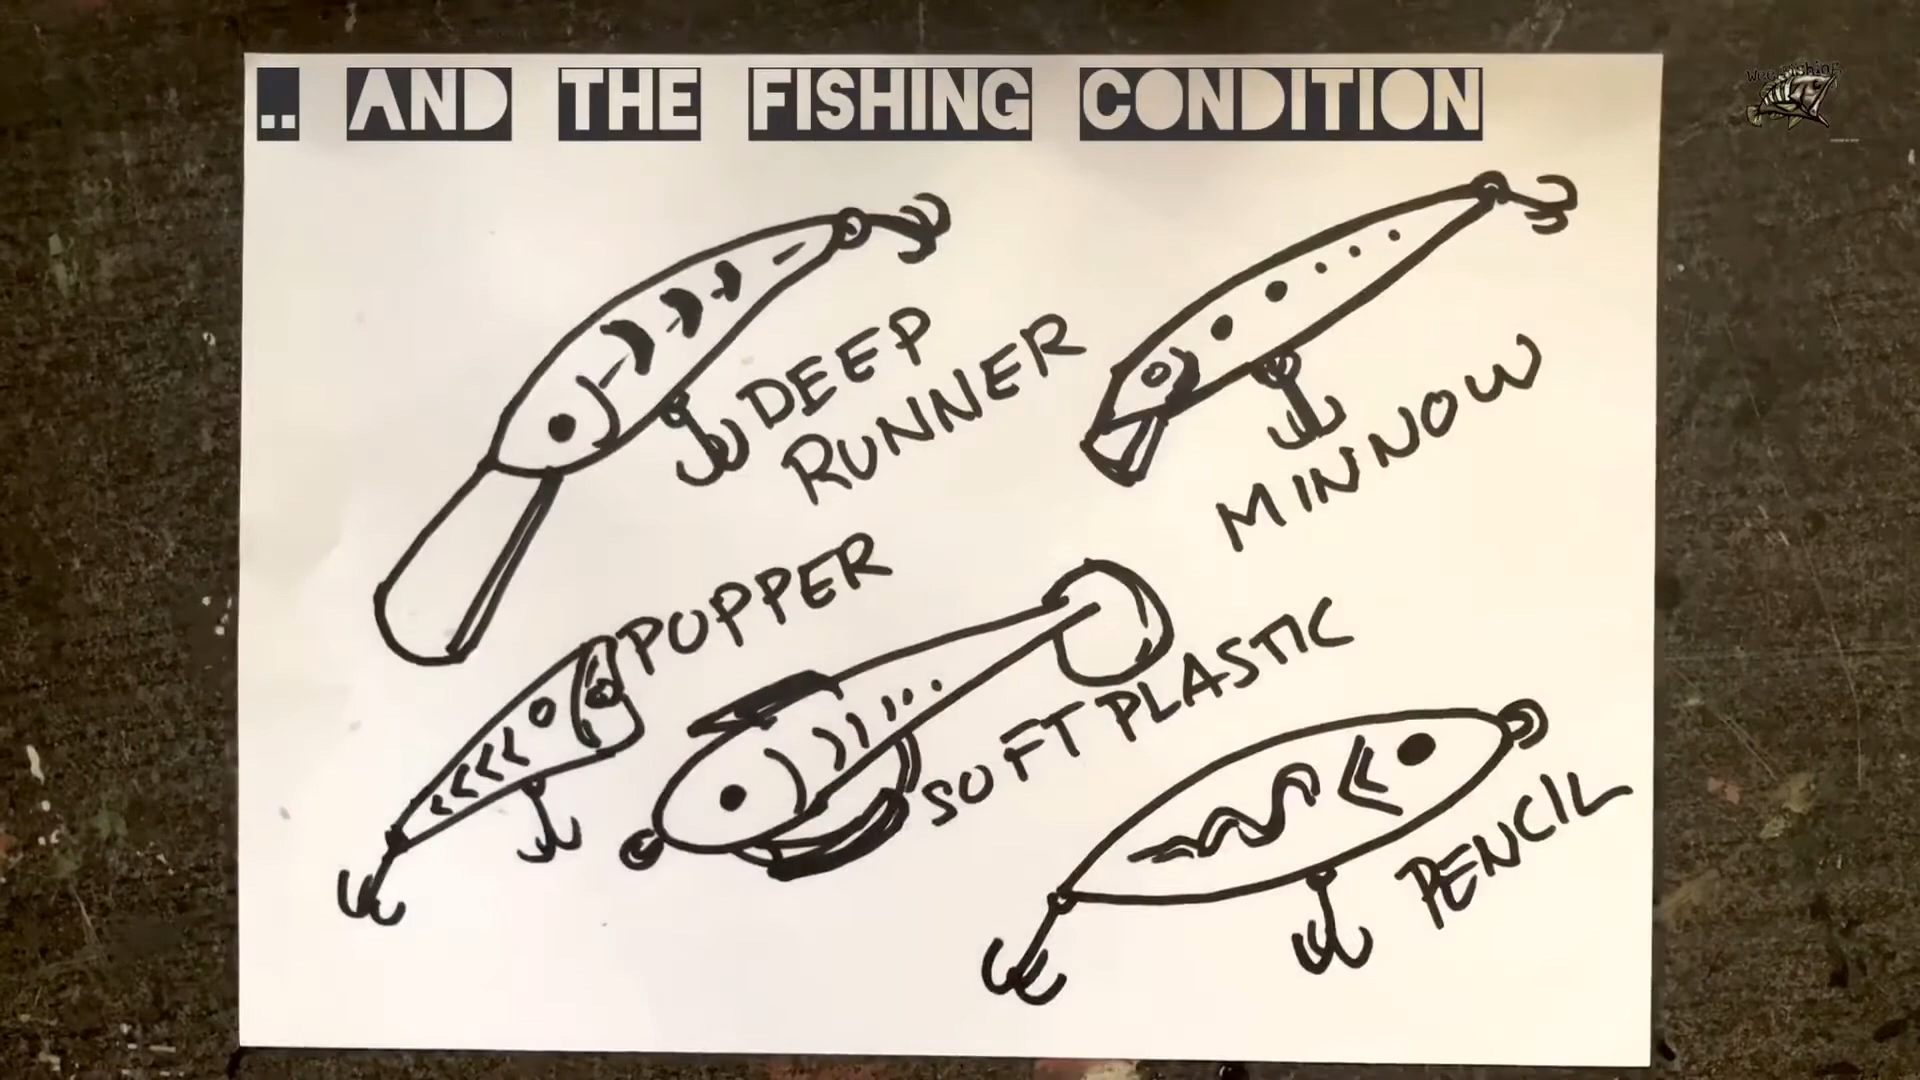 .. AND THE FISHING CONDITION
DEEP
RUNNER
MINNOW
POPPER
SOFT PLASTIC
PENCIL